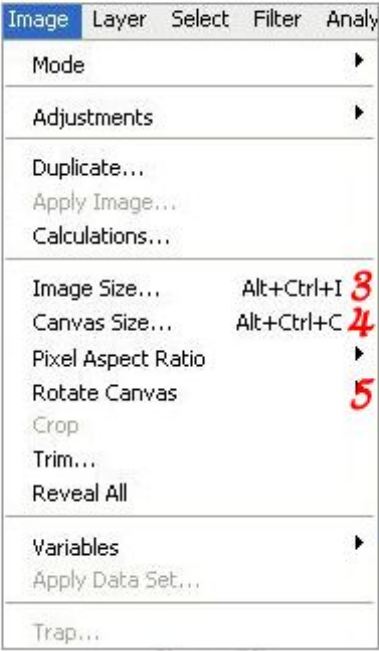 Image Layer Select Filter Analy
Mode
Adjustments
Duplicate...
Apply Image...
Calculations...
Image Size... Alt+Ctrl+I 3
Canvas Size... Alt+Ctrl+C 4
Pixel Aspect Ratio
Rotate Canvas 5
Crop
Trim...
Reveal All
Variables
Apply Data Set...
Trap...